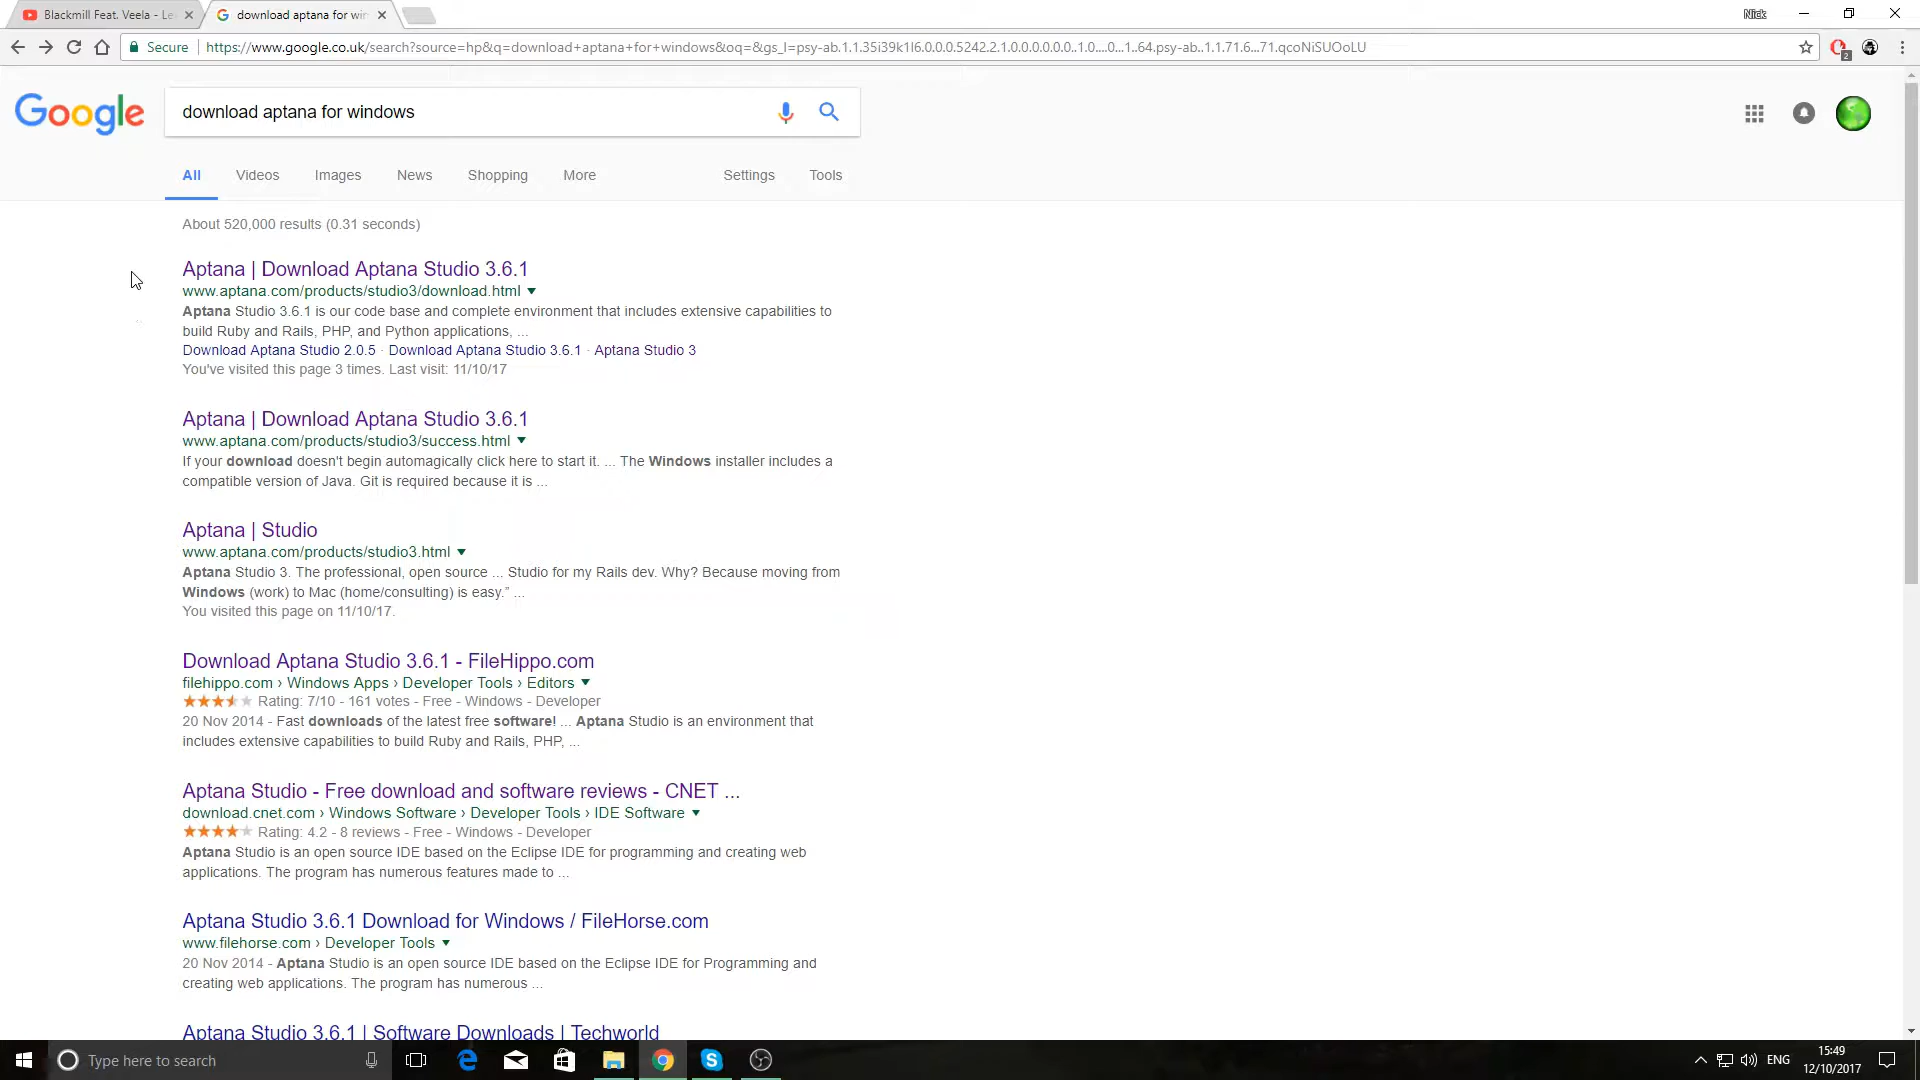 Blackmill Feat. Veela - Le
download aptana for win
Nick
Secure
https://www.google.co.uk/search?source=hp&q=download+aptana+for+windows&oq=&gs_l=psy-ab.1.1.35i39k1l6.0.0.0.5242.2.1.0.0.0.0.0.0..1.0....0...1..64.psy-ab..1.1.71.6...71.qcoNiSUOoLU
2
Google
download aptana for windows
All Videos Images News Shopping More Settings Tools
About 520,000 results (0.31 seconds)
Aptana | Download Aptana Studio 3.6.1
www.aptana.com/products/studio3/download.html
Aptana Studio 3.6.1 is our code base and complete environment that includes extensive capabilities to
build Ruby and Rails, PHP, and Python applications, ...
Download Aptana Studio 2.0.5 · Download Aptana Studio 3.6.1 · Aptana Studio 3
You've visited this page 3 times. Last visit: 11/10/17
Aptana | Download Aptana Studio 3.6.1
www.aptana.com/products/studio3/success.html
If your download doesn't begin automagically click here to start it. ... The Windows installer includes a
compatible version of Java. Git is required because it is ...
Aptana | Studio
www.aptana.com/products/studio3.html
Aptana Studio 3. The professional, open source ... Studio for my Rails dev. Why? Because moving from
Windows (work) to Mac (home/consulting) is easy.” ...
You visited this page on 11/10/17.
Download Aptana Studio 3.6.1 - FileHippo.com
filehippo.com › Windows Apps › Developer Tools › Editors
Rating: 7/10 - 161 votes - Free - Windows - Developer
20 Nov 2014 - Fast downloads of the latest free software! ... Aptana Studio is an environment that
includes extensive capabilities to build Ruby and Rails, PHP, ...
Aptana Studio - Free download and software reviews - CNET ...
download.cnet.com › Windows Software › Developer Tools › IDE Software
Rating: 4.2 - 8 reviews - Free - Windows - Developer
Aptana Studio is an open source IDE based on the Eclipse IDE for programming and creating web
applications. The program has numerous features made to ...
Aptana Studio 3.6.1 Download for Windows / FileHorse.com
www.filehorse.com › Developer Tools
20 Nov 2014 - Aptana Studio is an open source IDE based on the Eclipse IDE for Programming and
creating web applications. The program has numerous ...
Aptana Studio 3.6.1 | Software Downloads | Techworld
Type here to search
ENG
15:49
12/10/2017